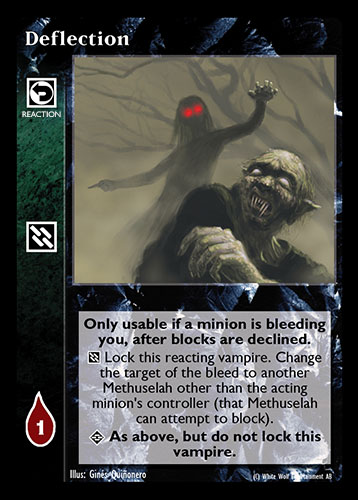 Deflection
REACTION
Only usable if a minion is bleeding
you, after blocks are declined.
Lock this reacting vampire. Change
the target of the bleed to another
Methuselah other than the acting
minion's controller (that Methuselah
can attempt to block).
As above, but do not lock this
vampire.
1
Illus: Ginés Quiñonero
(C) White Wolf Entertainment AB